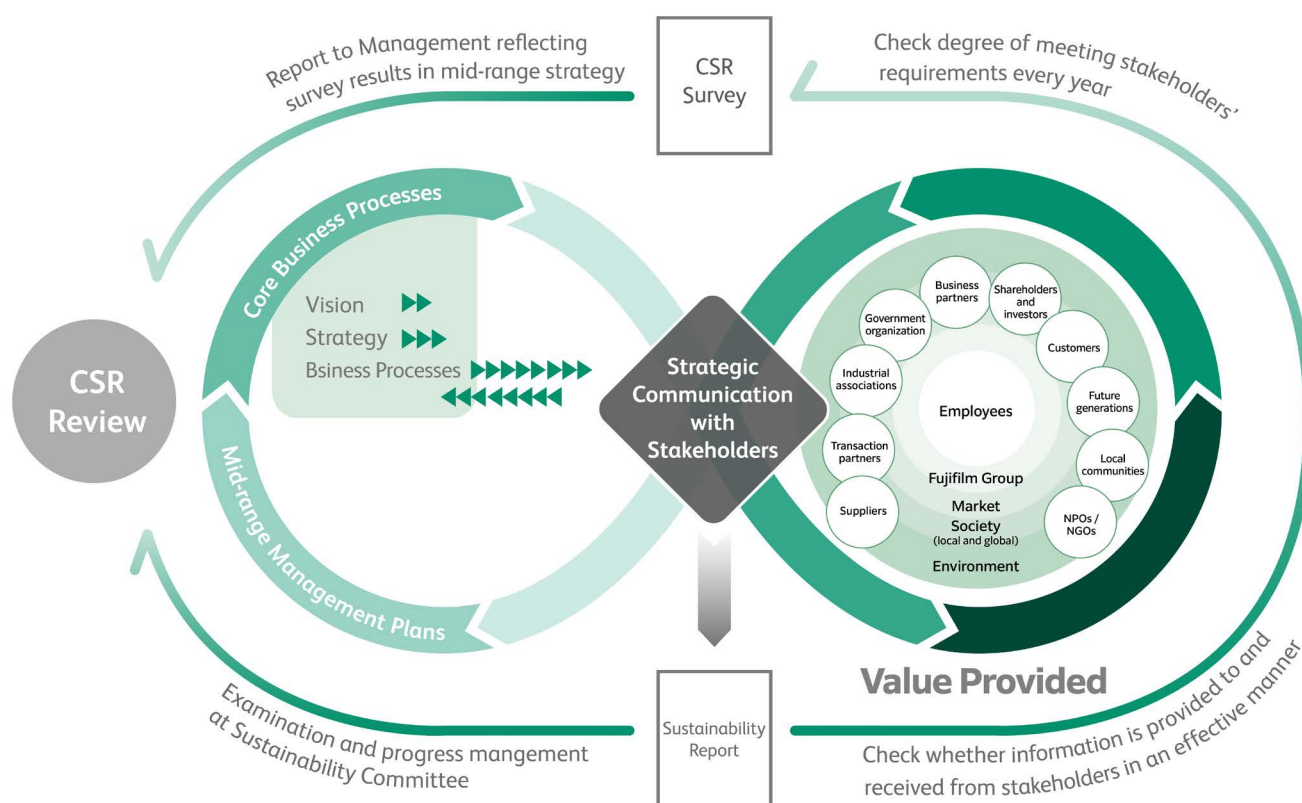 Report to Management reflecting
survey results in mid-range strategy
CSR
Survey
Check degree of meeting stakeholders'
requirements every year
Core Business Processes
Vision
Strategy
Bsiness Processes
CSR
Review
Mid-range Management Plans
Strategic
Communication
with
Stakeholders
Business
partners
Shareholders
and
investors
Government
organization
Customers
Industrial
associations
Future
generations
Employees
Transaction
partners
Local
communities
Suppliers
NPOs /
NGOs
Fujifilm Group
Market
Society
(local and global)
Environment
Value Provided
Examination and progress mangement
at Sustainability Committee
Sustainability
Report
Check whether information is provided to and
received from stakeholders in an effective manner